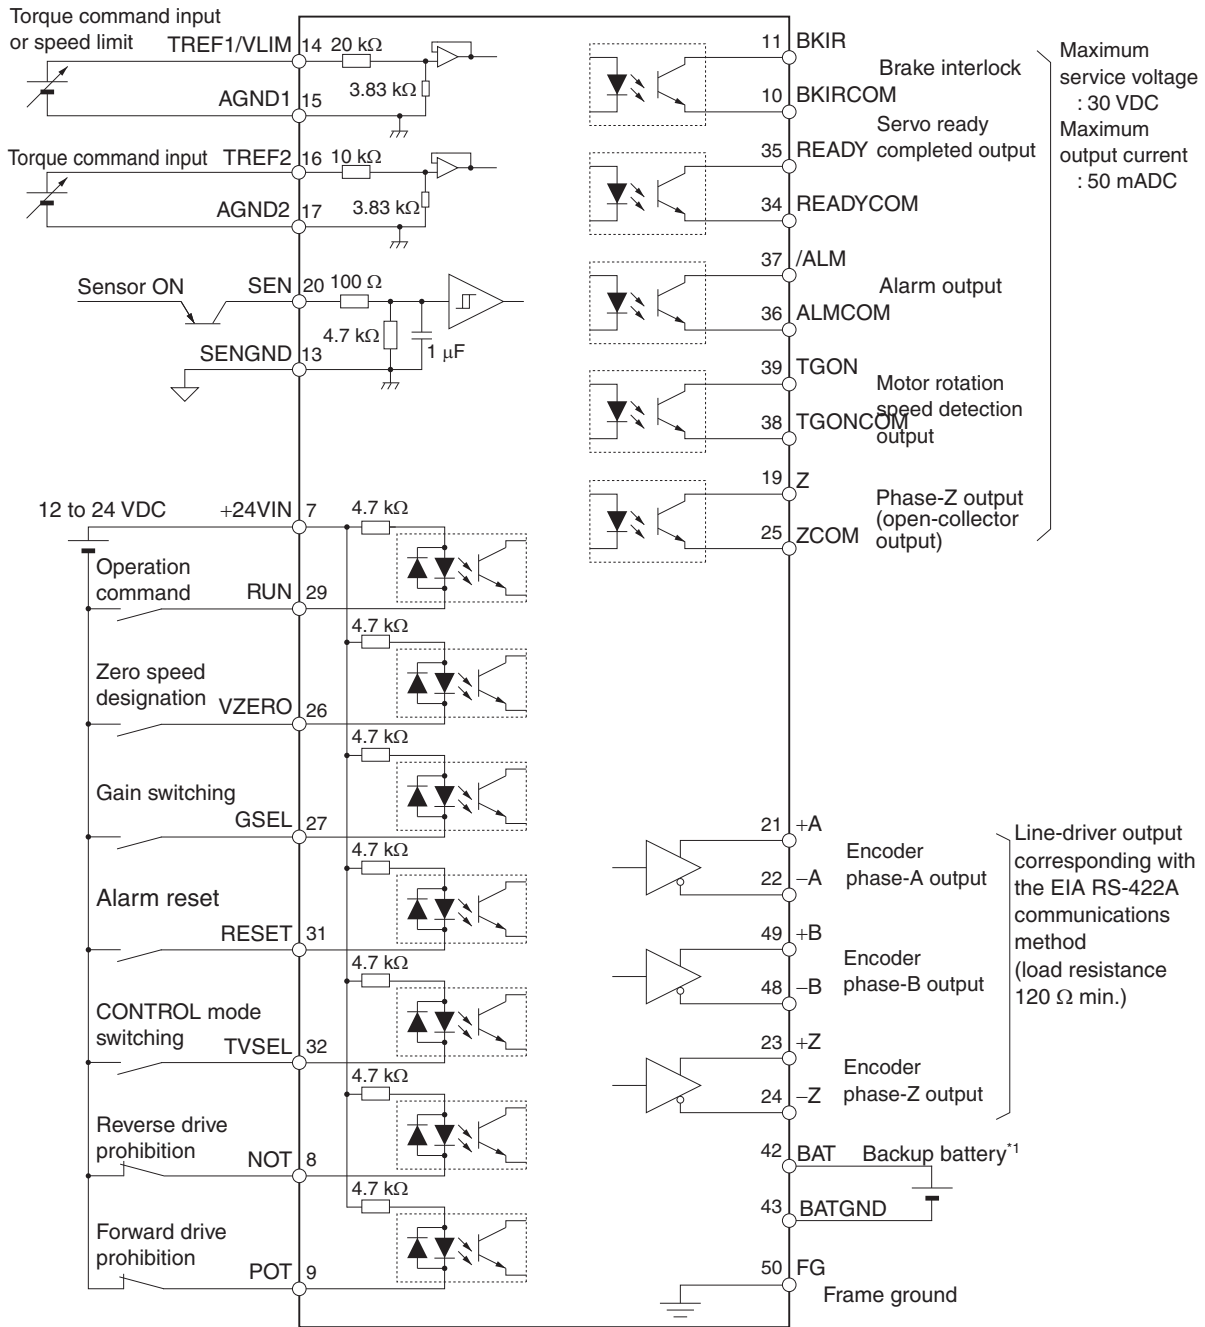 Torque command input
or speed limit
TREF1/VLIM 14 20 kΩ
3.83 kΩ
AGND1 15
Torque command input TREF2 16 10 kΩ
3.83 kΩ
AGND2 17
Sensor ON SEN 20 100 Ω
4.7 kΩ
1 μF
SENGND 13
12 to 24 VDC +24VIN 7 4.7 kΩ
Operation
command
RUN 29
4.7 kΩ
Zero speed
designation
VZERO 26
4.7 kΩ
Gain switching
GSEL 27
4.7 kΩ
Alarm reset
RESET 31
4.7 kΩ
CONTROL mode
switching
TVSEL 32
4.7 kΩ
Reverse drive
prohibition
NOT 8
4.7 kΩ
Forward drive
prohibition
POT 9
11 BKIR
Brake interlock
10 BKIRCOM
Servo ready
completed output
35 READY
34 READYCOM
37 /ALM
Alarm output
36 ALMCOM
39 TGON
Motor rotation
speed detection
output
38 TGONCOM
19 Z
Phase-Z output
(open-collector
output)
25 ZCOM
Maximum
service voltage
: 30 VDC
Maximum
output current
: 50 mADC
21 +A
Encoder
phase-A output
22 −A
49 +B
Encoder
phase-B output
48 −B
23 +Z
Encoder
phase-Z output
24 −Z
Line-driver output
corresponding with
the EIA RS-422A
communications
method
(load resistance
120 Ω min.)
42 BAT Backup battery*1
43 BATGND
50 FG
Frame ground